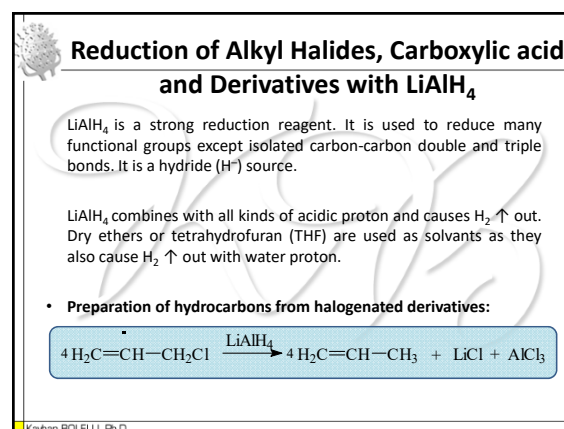 Reduction of Alkyl Halides, Carboxylic acid
and Derivatives with LiAlH₄
LiAlH₄ is a strong reduction reagent. It is used to reduce many
functional groups except isolated carbon-carbon double and triple
bonds. It is a hydride (H⁻) source.
LiAlH₄ combines with all kinds of acidic proton and causes H₂ ↑ out.
Dry ethers or tetrahydrofuran (THF) are used as solvants as they
also cause H₂ ↑ out with water proton.
• Preparation of hydrocarbons from halogenated derivatives:
LiAlH₄
4 H₂C=CH−CH₂Cl → 4 H₂C=CH−CH₃ + LiCl + AlCl₃